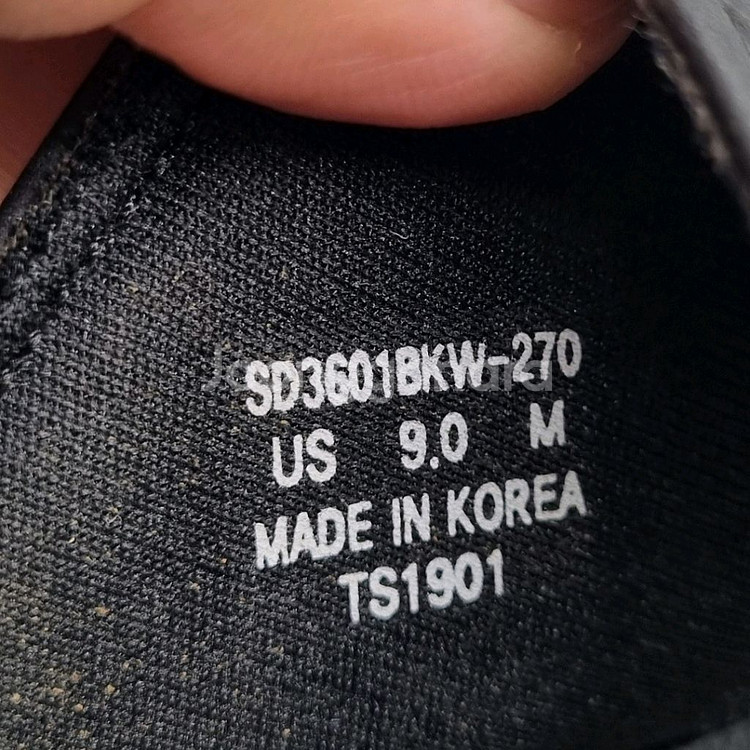 SD3601BKW-270
US 9.0 M
MADE IN KOREA
TS1901